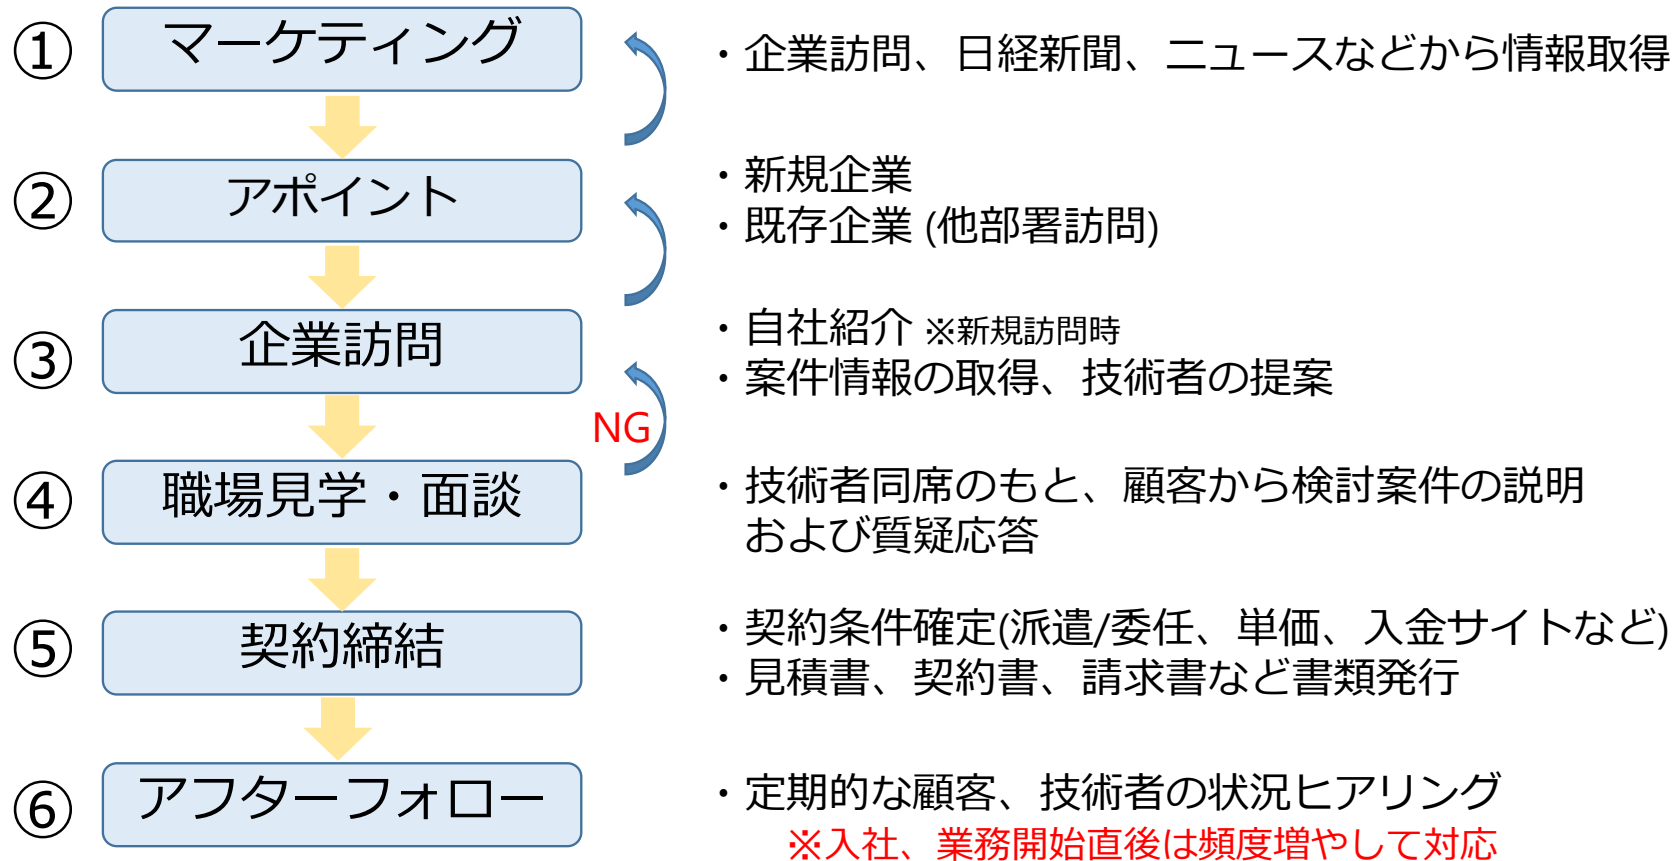 ① マーケティング
・企業訪問、日経新聞、ニュースなどから情報取得
② アポイント
・新規企業
・既存企業 (他部署訪問)
③ 企業訪問
・自社紹介 ※新規訪問時
・案件情報の取得、技術者の提案
NG
④ 職場見学・面談
・技術者同席のもと、顧客から検討案件の説明
および質疑応答
⑤ 契約締結
・契約条件確定(派遣/委任、単価、入金サイトなど)
・見積書、契約書、請求書など書類発行
⑥ アフターフォロー
・定期的な顧客、技術者の状況ヒアリング
※入社、業務開始直後は頻度増やして対応